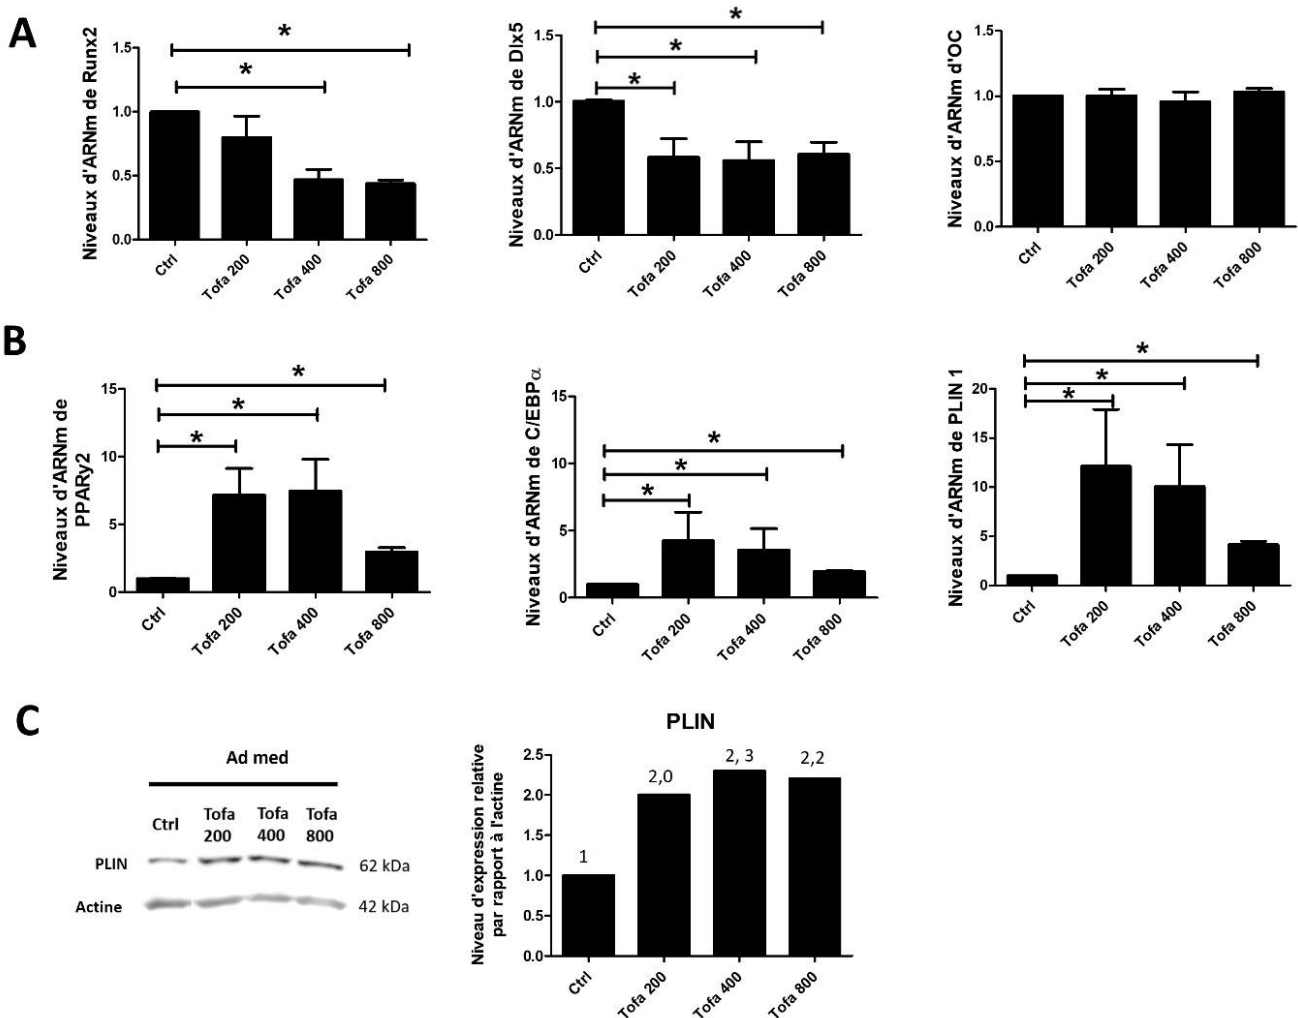 A
Niveaux d'ARNm de Runx2
1.5
1.0
0.5
0.0
*
*
Ctrl
Tofa 200
Tofa 400
Tofa 800
Niveaux d'ARNm de Dlx5
1.5
1.0
0.5
0.0
*
*
*
Ctrl
Tofa 200
Tofa 400
Tofa 800
Niveaux d'ARNm d'OC
1.5
1.0
0.5
0.0
Ctrl
Tofa 200
Tofa 400
Tofa 800
B
Niveaux d'ARNm de
PPARy2
15
10
5
0
*
*
*
Ctrl
Tofa 200
Tofa 400
Tofa 800
Niveaux d'ARNm de C/EBPα
15
10
5
0
*
*
*
Ctrl
Tofa 200
Tofa 400
Tofa 800
Niveaux d'ARNm de PLIN 1
20
15
10
5
0
*
*
*
Ctrl
Tofa 200
Tofa 400
Tofa 800
C
Ad med
Ctrl
Tofa
200
Tofa
400
Tofa
800
PLIN
62 kDa
Actine
42 kDa
PLIN
Niveau d'expression relative
par rapport à l'actine
2.5
2.0
1.5
1.0
0.5
0.0
1
2,0
2, 3
2,2
Ctrl
Tofa 200
Tofa 400
Tofa 800